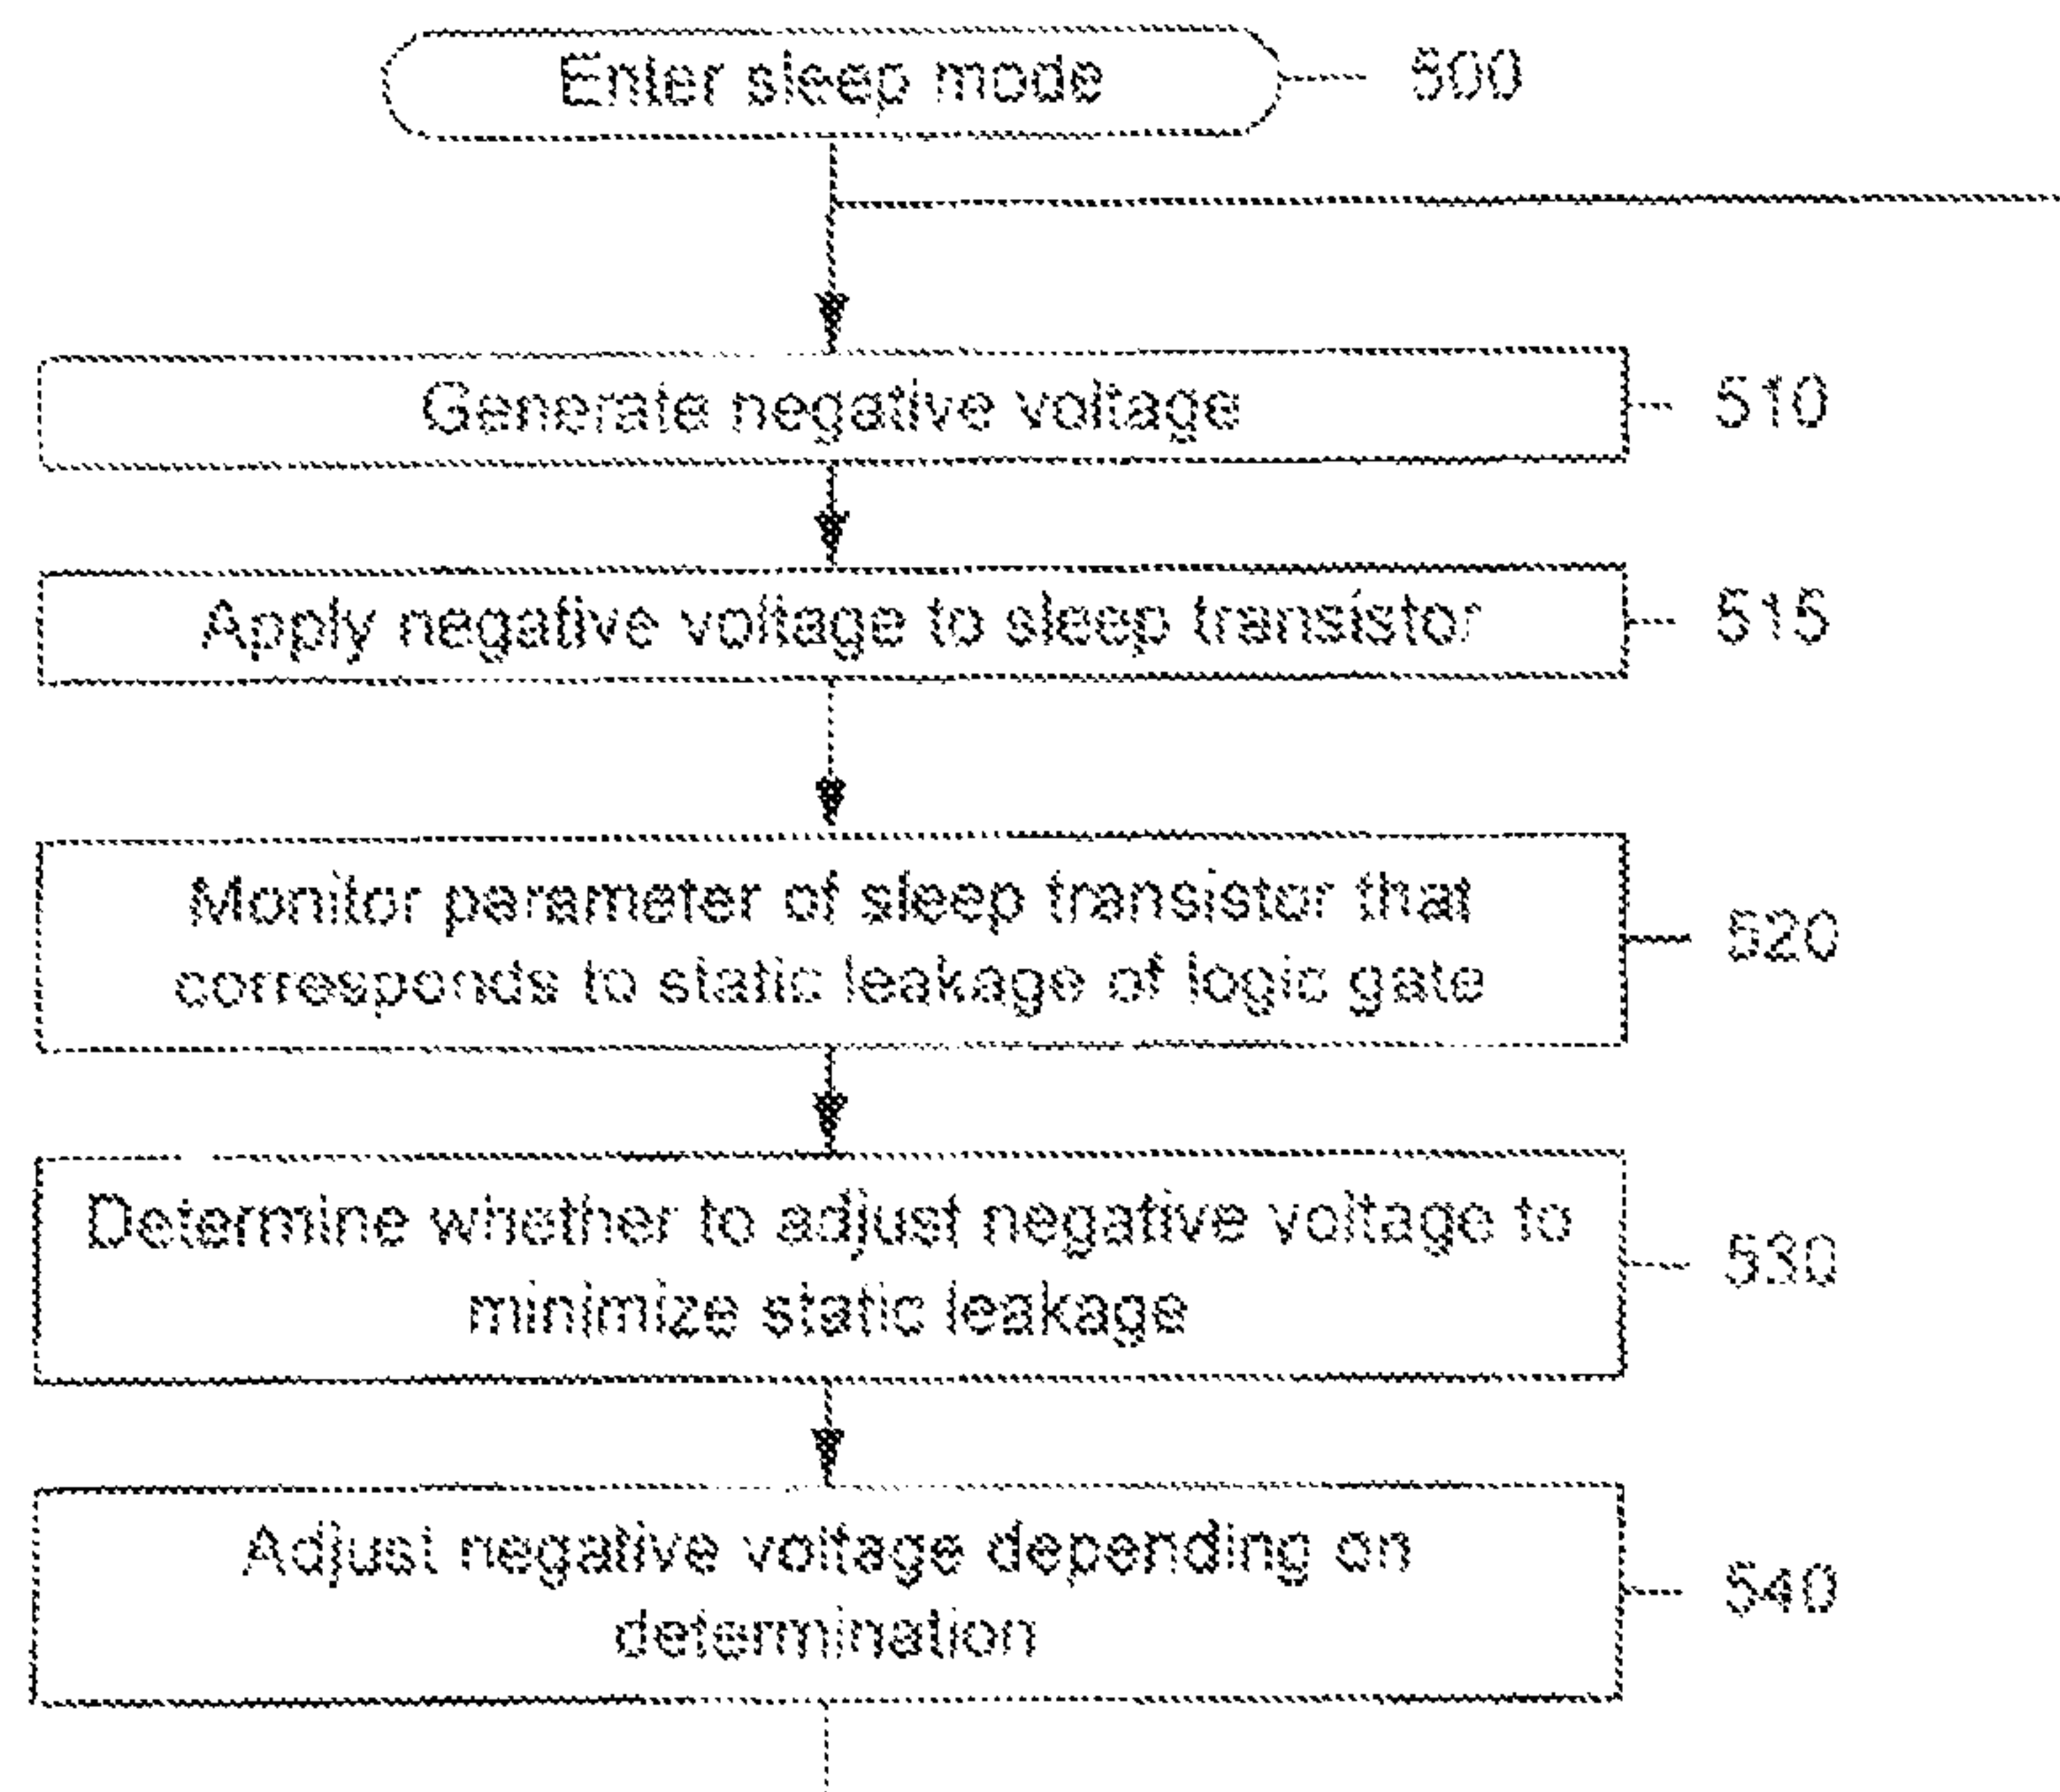 Enter sleep mode
500
Generate negative voltage
510
Apply negative voltage to sleep transistor
515
Monitor parameter of sleep transistor that
corresponds to static leakage of logic gate
520
Determine whether to adjust negative voltage to
minimize static leakage
530
Adjust negative voltage depending on
determination
540